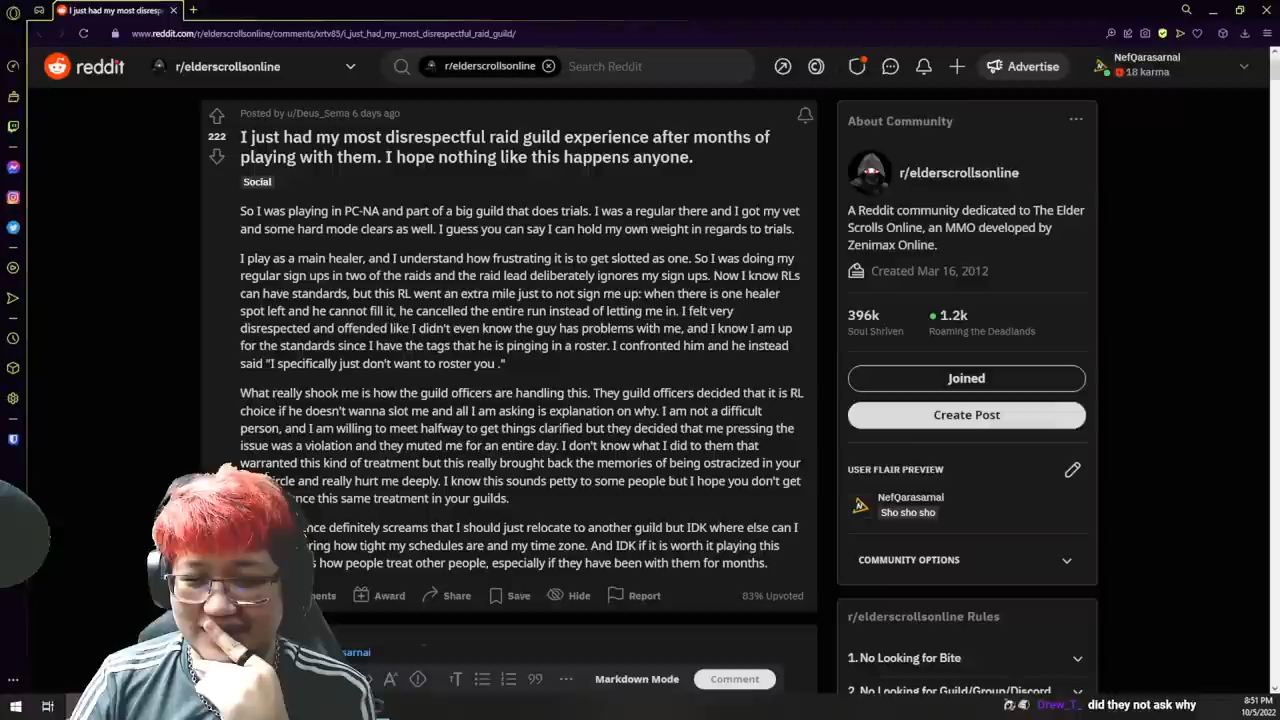 I just had my most disresp
www.reddit.com/r/elderscrollsonline/comments/xrtv85/i_just_had_my_most_disrespectful_raid_guild/
reddit
r/elderscrollsonline
r/elderscrollsonline
Search Reddit
Advertise
NefQarasarnai
18 karma
Posted by u/Deus_Sema 6 days ago
222
I just had my most disrespectful raid guild experience after months of
playing with them. I hope nothing like this happens anyone.
Social
So I was playing in PC-NA and part of a big guild that does trials. I was a regular there and I got my vet
and some hard mode clears as well. I guess you can say I can hold my own weight in regards to trials.
I play as a main healer, and I understand how frustrating it is to get slotted as one. So I was doing my
regular sign ups in two of the raids and the raid lead deliberately ignores my sign ups. Now I know RLs
can have standards, but this RL went an extra mile just to not sign me up: when there is one healer
spot left and he cannot fill it, he cancelled the entire run instead of letting me in. I felt very
disrespected and offended like I didn't even know the guy has problems with me, and I know I am up
for the standards since I have the tags that he is pinging in a roster. I confronted him and he instead
said "I specifically just don't want to roster you ."
What really shook me is how the guild officers are handling this. They guild officers decided that it is RL
choice if he doesn't wanna slot me and all I am asking is explanation on why. I am not a difficult
person, and I am willing to meet halfway to get things clarified but they decided that me pressing the
issue was a violation and they muted me for an entire day. I don't know what I did to them that
warranted this kind of treatment but this really brought back the memories of being ostracized in your
ircle and really hurt me deeply. I know this sounds petty to some people but I hope you don't get
nce this same treatment in your guilds.
nce definitely screams that I should just relocate to another guild but IDK where else can I
ring how tight my schedules are and my time zone. And IDK if it is worth it playing this
s how people treat other people, especially if they have been with them for months.
ments
Award
Share
Save
Hide
Report
83% Upvoted
sarnai
Markdown Mode
Comment
About Community
r/elderscrollsonline
A Reddit community dedicated to The Elder
Scrolls Online, an MMO developed by
Zenimax Online.
Created Mar 16, 2012
396k
1.2k
Soul Shriven
Roaming the Deadlands
Joined
Create Post
USER FLAIR PREVIEW
NefQarasarnai
Sho sho sho
COMMUNITY OPTIONS
r/elderscrollsonline Rules
1. No Looking for Bite
2. No Looking for Guild/Group/Discord
Drew_T_ did they not ask why
8:51 PM
10/5/2022